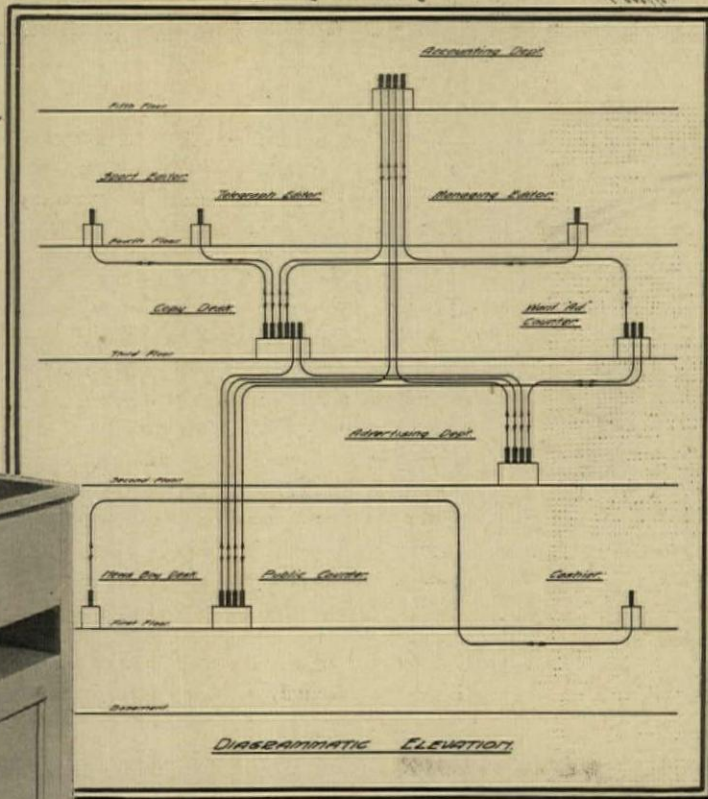 Accounting Dept.
Fifth Floor
Sport Editor
Telegraph Editor
Managing Editor
Fourth Floor
Copy Desk
Want "Ad"
Counter
Third Floor
Advertising Dept.
Second Floor
News Boy Desk
Public Counter
Cashier
First Floor
Basement
DIAGRAMMATIC ELEVATION.